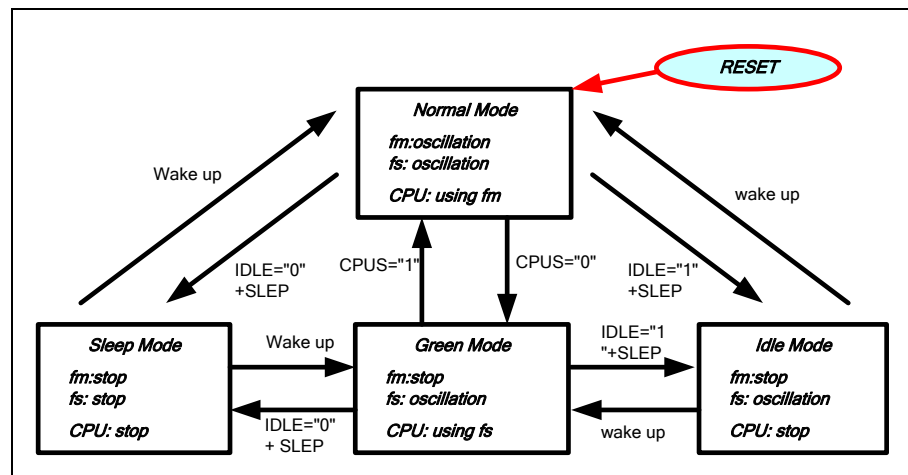 RESET
Normal Mode
fm:oscillation
fs: oscillation
CPU: using fm
Wake up
wake up
IDLE="0"
+SLEP
CPUS="1"
CPUS="0"
IDLE="1"
+SLEP
Sleep Mode
fm:stop
fs: stop
CPU: stop
Wake up
IDLE="0"
+ SLEP
Green Mode
fm:stop
fs: oscillation
CPU: using fs
IDLE="1
"+SLEP
wake up
Idle Mode
fm:stop
fs: oscillation
CPU: stop